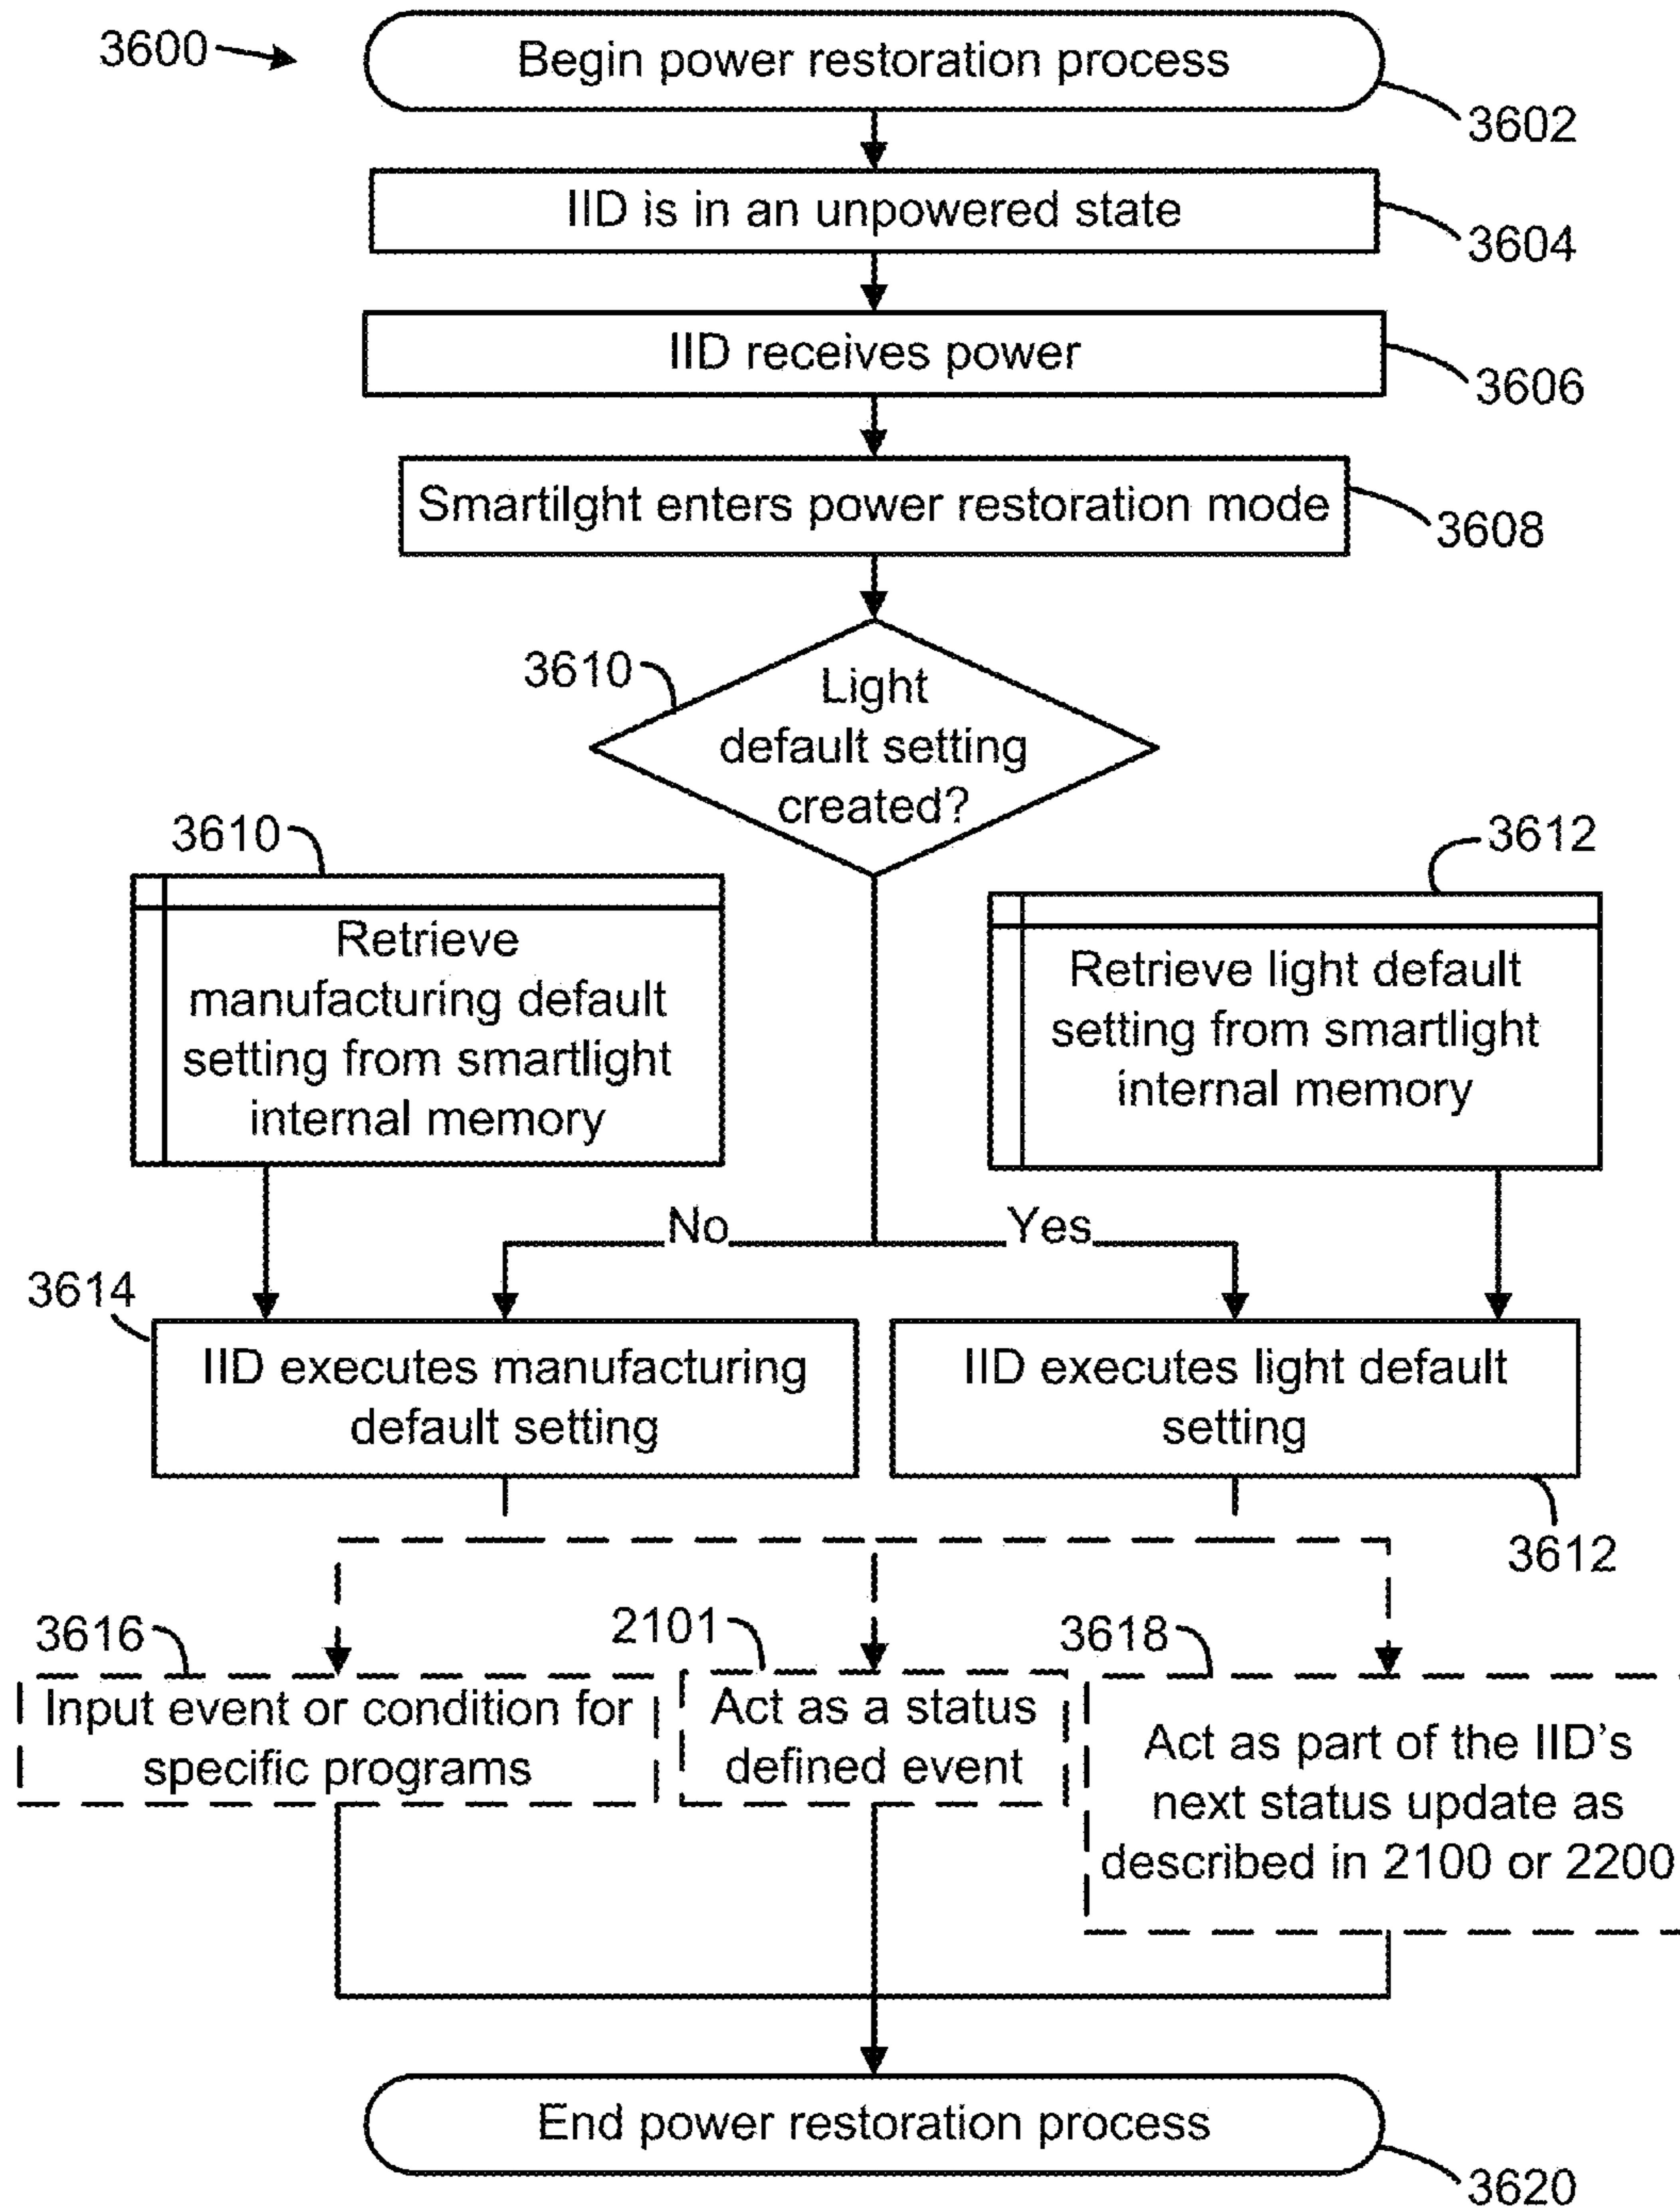 3600
Begin power restoration process
3602
IID is in an unpowered state
3604
IID receives power
3606
Smartilght enters power restoration mode
3608
3610
Light
default setting
created?
3610
Retrieve
manufacturing default
setting from smartlight
internal memory
3612
Retrieve light default
setting from smartlight
internal memory
No
Yes
3614
IID executes manufacturing
default setting
IID executes light default
setting
3612
3616
Input event or condition for
specific programs
2101
Act as a status
defined event
3618
Act as part of the IID's
next status update as
described in 2100 or 2200
End power restoration process
3620